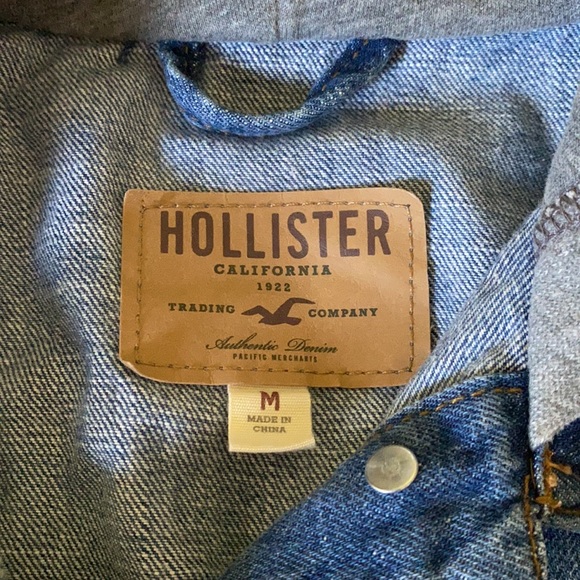 HOLLISTER
CALIFORNIA
1922
TRADING COMPANY
Authentic Denim
PACIFIC MERCHANTS
M
MADE IN
CHINA